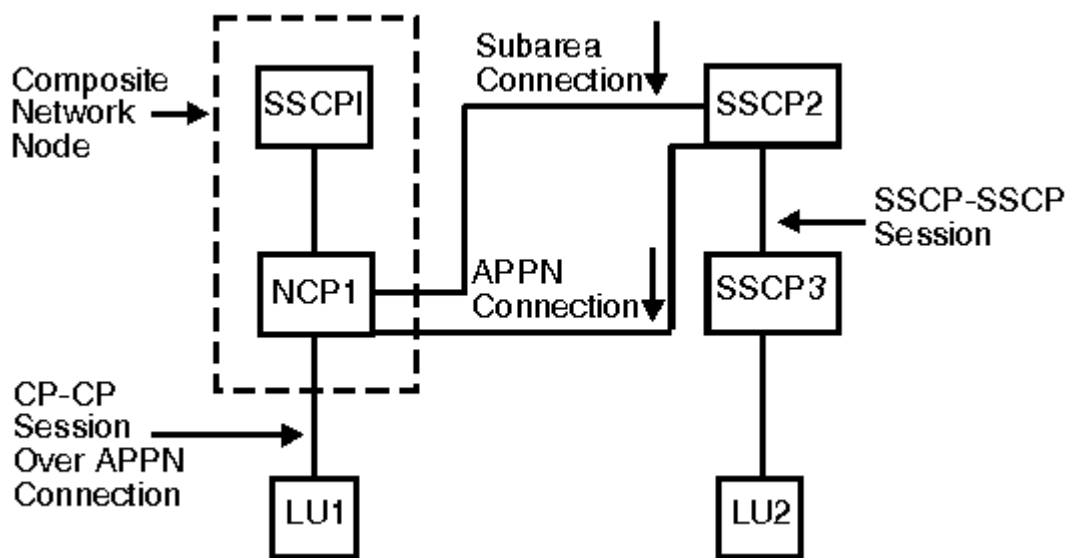 Subarea
Connection
Composite
Network
Node
SSCPI
SSCP2
SSCP-SSCP
Session
NCP1
APPN
Connection
SSCP3
CP-CP
Session
Over APPN
Connection
LU1
LU2